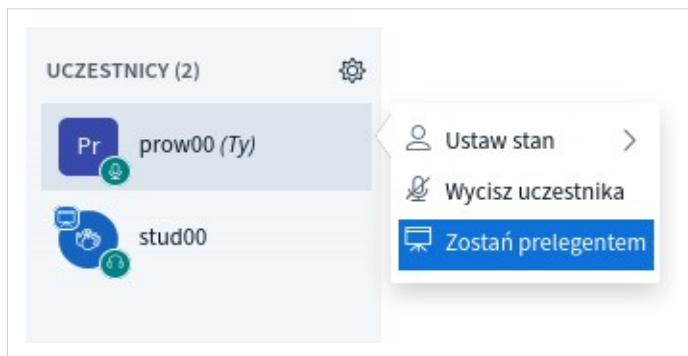 UCZESTNICY (2)
Pr prow00 (Ty)
stud00
Ustaw stan
Wycisz uczestnika
Zostań prelegentem